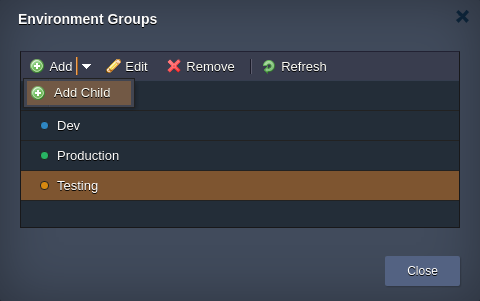 Environment Groups
Add Edit Remove Refresh
Add Child
Dev
Production
Testing
Close